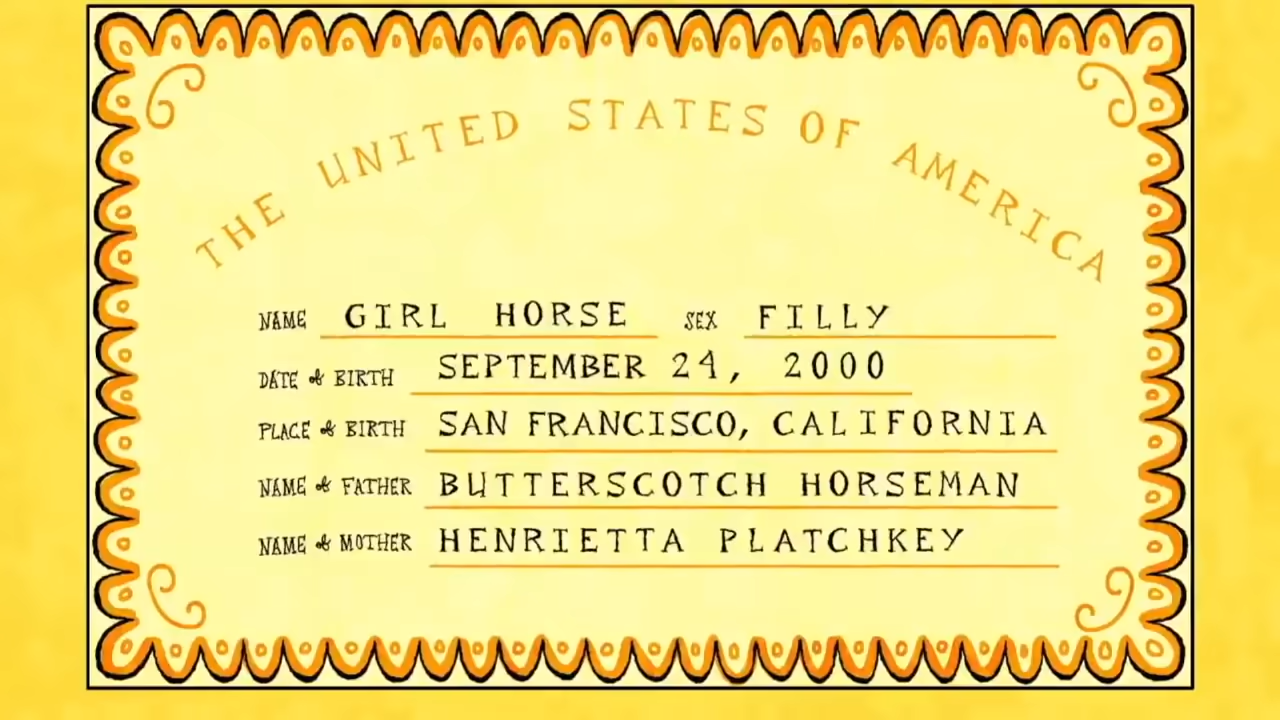 THE UNITED STATES OF AMERICA
NAME GIRL HORSE SEX FILLY
DATE of BIRTH SEPTEMBER 24, 2000
PLACE of BIRTH SAN FRANCISCO, CALIFORNIA
NAME of FATHER BUTTERSCOTCH HORSEMAN
NAME of MOTHER HENRIETTA PLATCHKEY